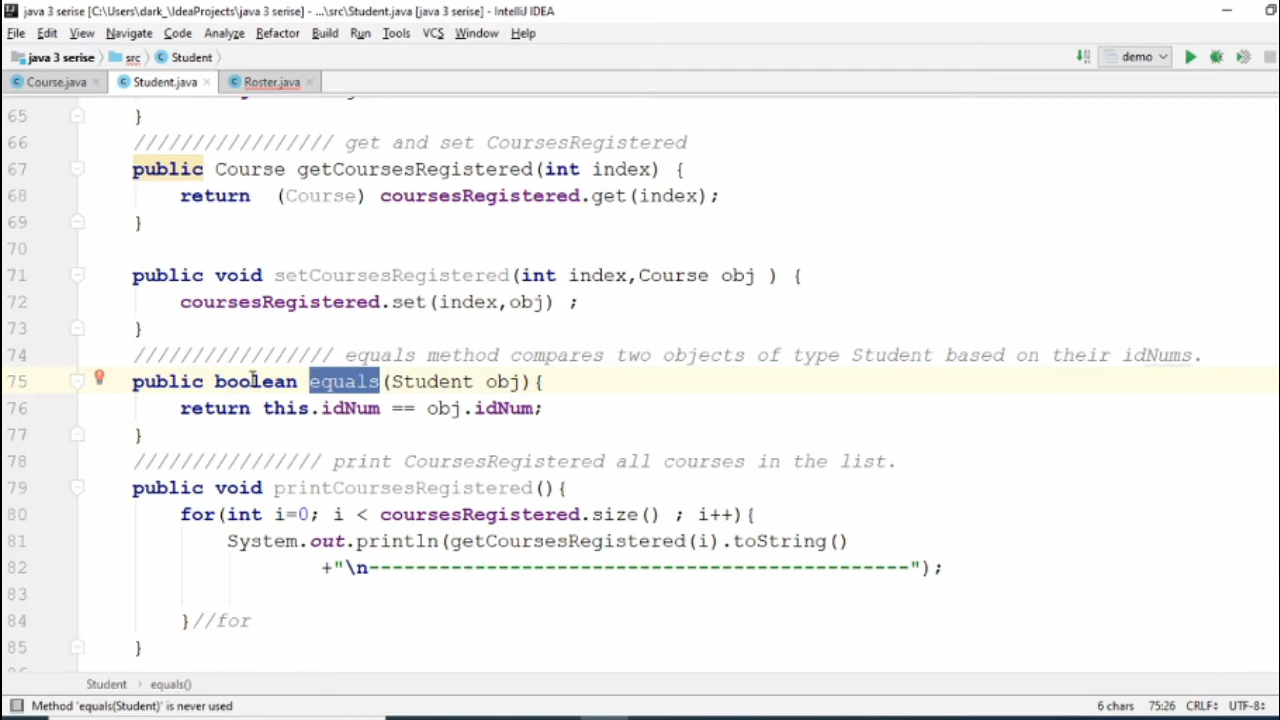 java 3 serise [C:\Users\dark_\IdeaProjects\java 3 serise] - ...\src\Student.java [java 3 serise] - IntelliJ IDEA
File Edit View Navigate Code Analyze Refactor Build Run Tools VCS Window Help
java 3 serise src Student demo
Course.java Student.java Roster.java
65 }
66 ///////////////// get and set CoursesRegistered
67 public Course getCoursesRegistered(int index) {
68 return (Course) coursesRegistered.get(index);
69 }
70
71 public void setCoursesRegistered(int index,Course obj ) {
72 coursesRegistered.set(index,obj) ;
73 }
74 ///////////////// equals method compares two objects of type Student based on their idNums.
75 public boolean equals(Student obj){
76 return this.idNum == obj.idNum;
77 }
78 //////////////// print CoursesRegistered all courses in the list.
79 public void printCoursesRegistered(){
80 for(int i=0; i < coursesRegistered.size() ; i++){
81 System.out.println(getCoursesRegistered(i).toString()
82 +"\n----------------------------------------------");
83
84 }//for
85 }
Student equals()
Method 'equals(Student)' is never used 6 chars 75:26 CRLF UTF-8